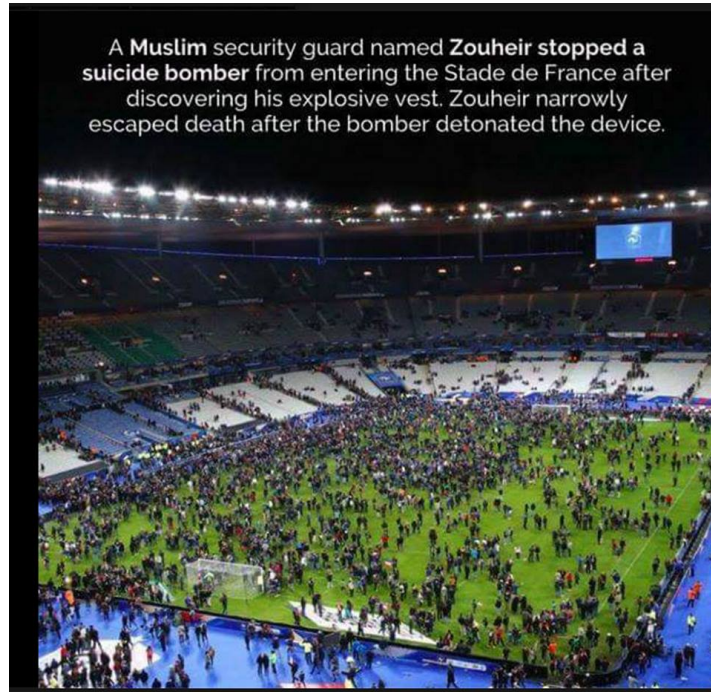 A Muslim security guard named Zouheir stopped a
suicide bomber from entering the Stade de France after
discovering his explosive vest. Zouheir narrowly
escaped death after the bomber detonated the device.